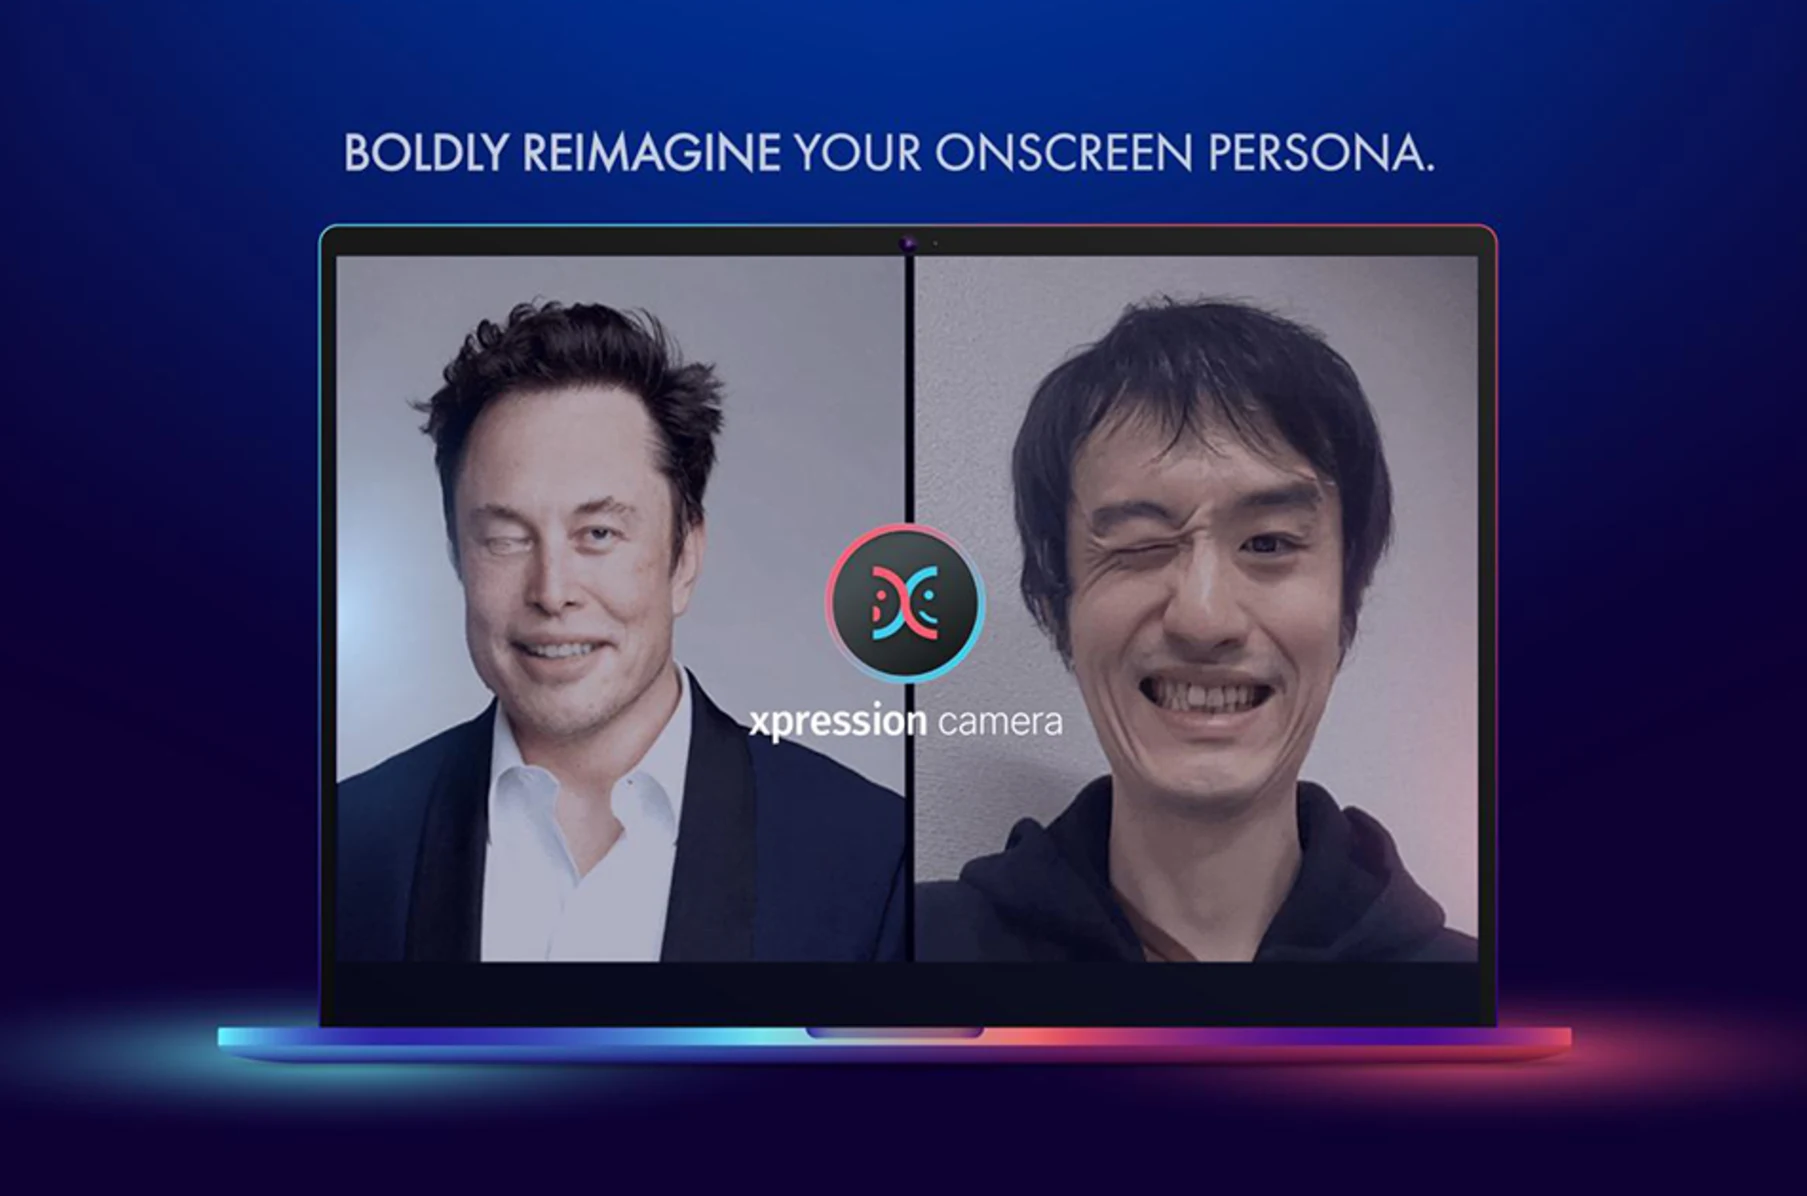 BOLDLY REIMAGINE YOUR ONSCREEN PERSONA.
xpression camera